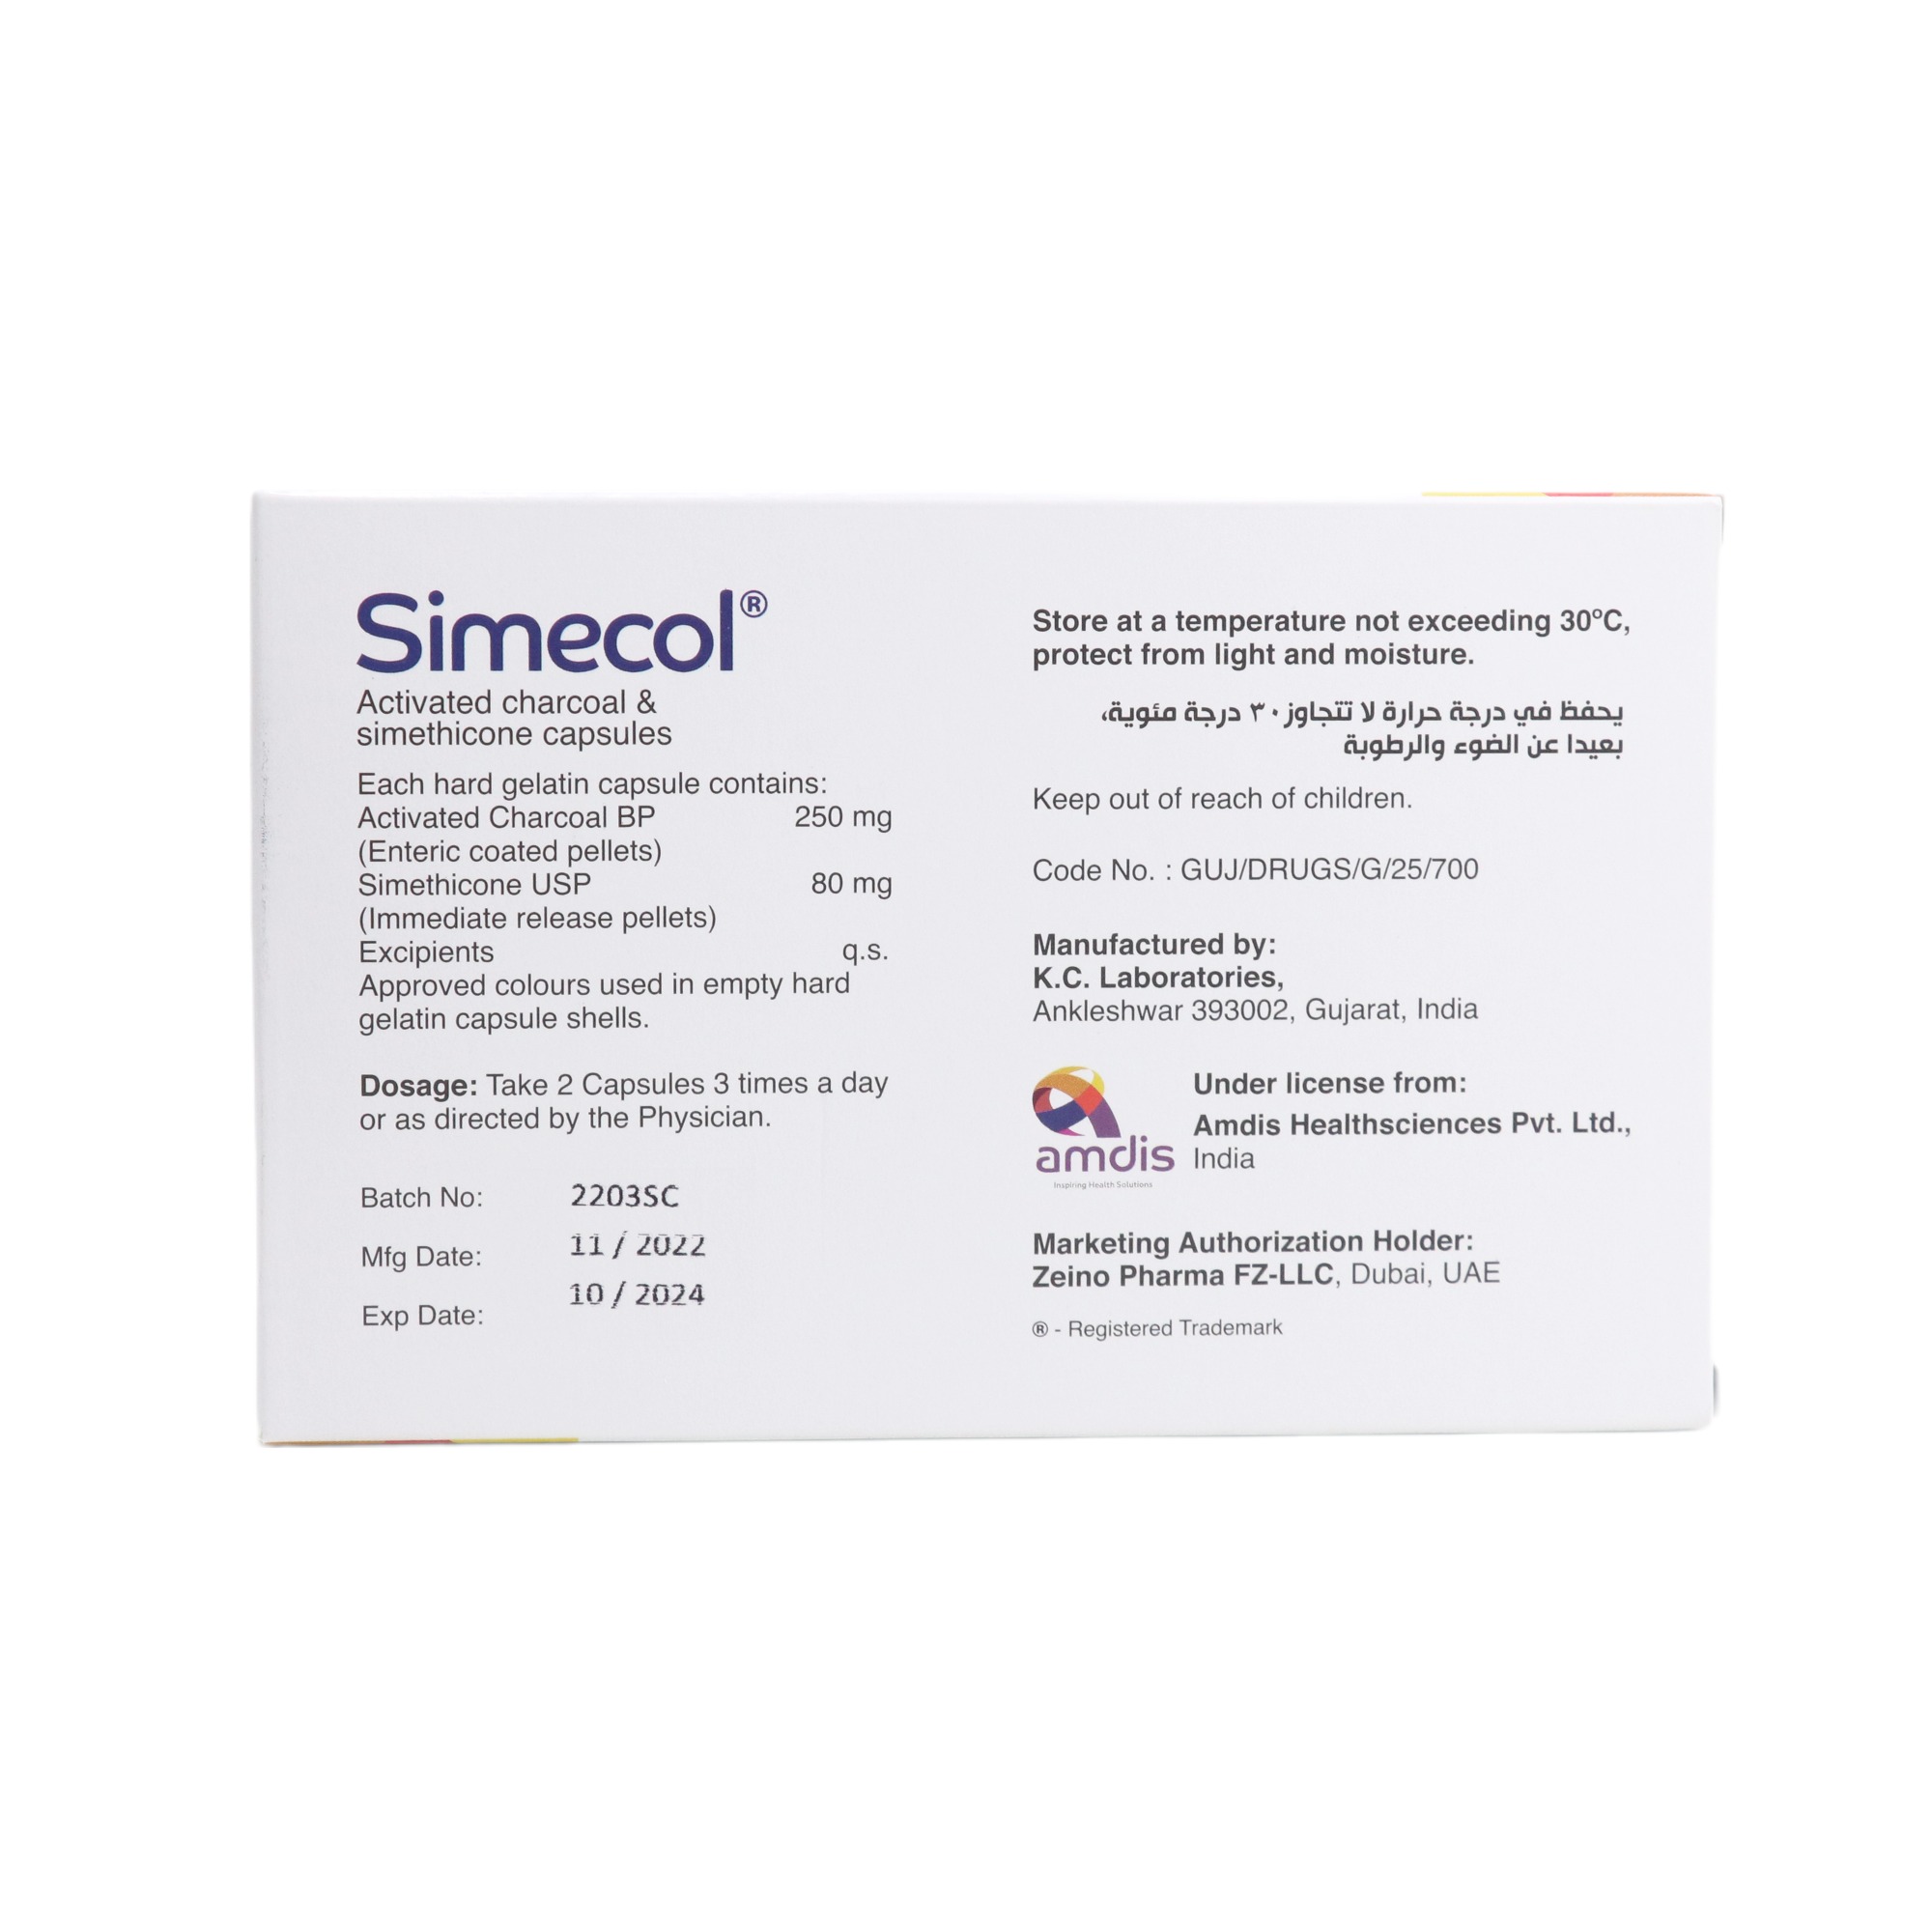 Simecol®
Activated charcoal &
simethicone capsules
Each hard gelatin capsule contains:
Activated Charcoal BP 250 mg
(Enteric coated pellets)
Simethicone USP 80 mg
(Immediate release pellets)
Excipients q.s.
Approved colours used in empty hard
gelatin capsule shells.
Dosage: Take 2 Capsules 3 times a day
or as directed by the Physician.
Batch No: 2203SC
Mfg Date: 11 / 2022
Exp Date: 10 / 2024
Store at a temperature not exceeding 30ºC,
protect from light and moisture.
يحفظ في درجة حرارة لا تتجاوز ٣٠ درجة مئوية،
بعيدا عن الضوء والرطوبة
Keep out of reach of children.
Code No. : GUJ/DRUGS/G/25/700
Manufactured by:
K.C. Laboratories,
Ankleshwar 393002, Gujarat, India
amdis
Inspiring Health Solutions
Under license from:
Amdis Healthsciences Pvt. Ltd.,
India
Marketing Authorization Holder:
Zeino Pharma FZ-LLC, Dubai, UAE
® - Registered Trademark